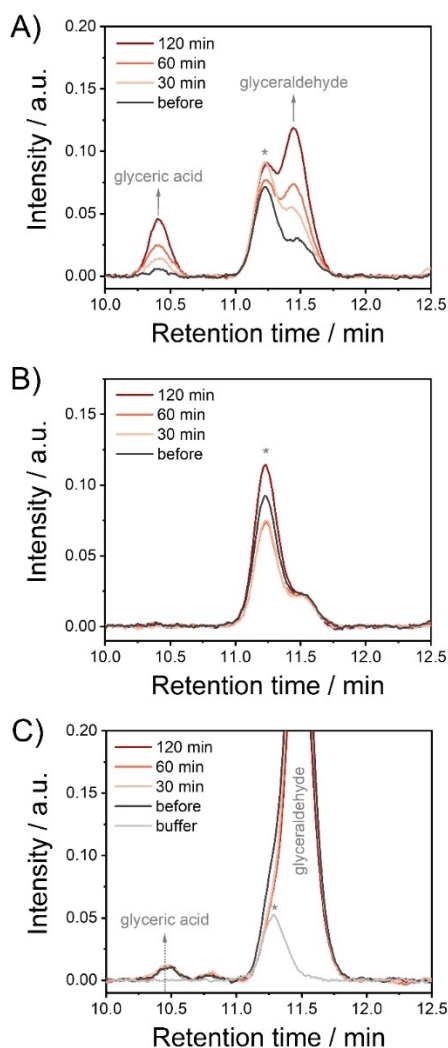 A)
120 min
60 min
30 min
before
glyceraldehyde
glyceric acid
*
Intensity / a.u.
0.20
0.15
0.10
0.05
0.00
10.0 10.5 11.0 11.5 12.0 12.5
Retention time / min
B)
120 min
60 min
30 min
before
*
Intensity / a.u.
0.15
0.10
0.05
0.00
10.0 10.5 11.0 11.5 12.0 12.5
Retention time / min
C)
120 min
60 min
30 min
before
buffer
glyceraldehyde
glyceric acid
*
Intensity / a.u.
0.20
0.15
0.10
0.05
0.00
10.0 10.5 11.0 11.5 12.0 12.5
Retention time / min